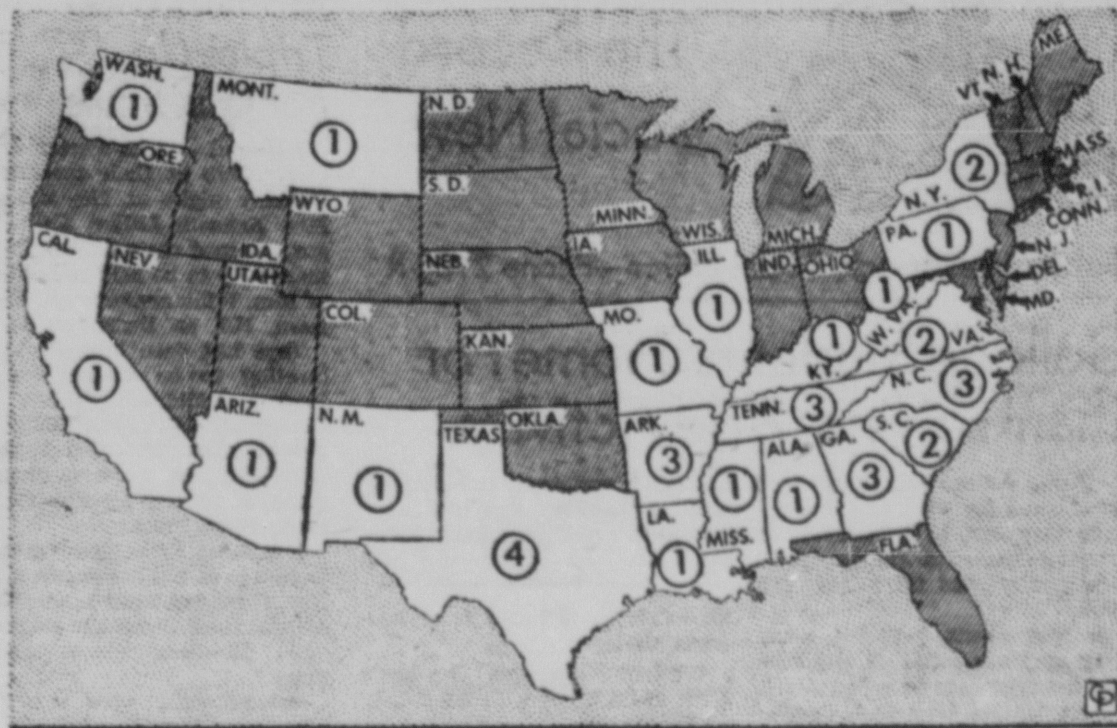 WASH.
1
MONT.
1
N. D.
ME.
N. H.
VT.
ORE.
S. D.
MINN.
WIS.
MICH.
MASS.
2
N. Y.
R. I.
CONN.
IDA.
WYO.
IA.
PA.
1
N. J.
DEL.
MD.
CAL.
NEV.
UTAH
NEB.
ILL.
IND.
OHIO
1
1
COL.
KAN.
MO.
1
KY.
1
W. VA.
2
VA.
1
ARIZ.
1
N. M.
1
TEXAS
OKLA.
ARK.
3
TENN.
3
N. C.
3
S. C.
2
4
LA.
1
MISS.
1
ALA.
1
GA.
3
FLA.
CP